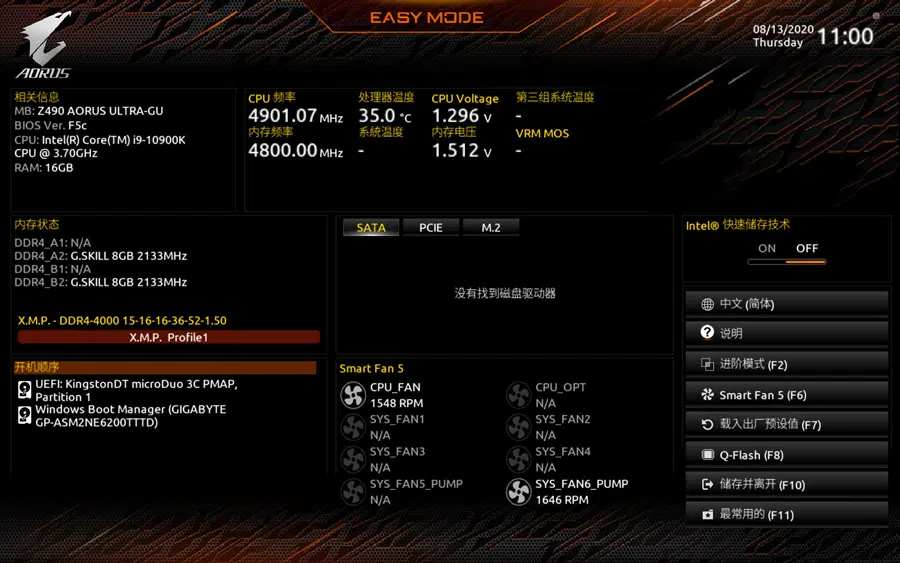 EASY MODE
08/13/2020
Thursday
11:00
AORUS
相关信息
MB: Z490 AORUS ULTRA-GU
BIOS Ver. F5c
CPU: Intel(R) Core(TM) i9-10900K
CPU @ 3.70GHz
RAM: 16GB
CPU 频率 处理器温度 CPU Voltage 第三组系统温度
4901.07 MHz 35.0 °C 1.296 V -
内存频率 系统温度 内存电压 VRM MOS
4800.00 MHz - 1.512 V -
内存状态
DDR4_A1: N/A
DDR4_A2: G.SKILL 8GB 2133MHz
DDR4_B1: N/A
DDR4_B2: G.SKILL 8GB 2133MHz
X.M.P. - DDR4-4000 15-16-16-36-52-1.50
X.M.P. Profile1
SATA PCIE M.2
没有找到磁盘驱动器
Intel® 快速储存技术
ON OFF
开机顺序
UEFI: KingstonDT microDuo 3C PMAP,
Partition 1
Windows Boot Manager (GIGABYTE
GP-ASM2NE6200TTTD)
Smart Fan 5
CPU_FAN CPU_OPT
1548 RPM N/A
SYS_FAN1 SYS_FAN2
N/A N/A
SYS_FAN3 SYS_FAN4
N/A N/A
SYS_FAN5_PUMP SYS_FAN6_PUMP
N/A 1646 RPM
中文 (简体)
说明
进阶模式 (F2)
Smart Fan 5 (F6)
载入出厂预设值 (F7)
Q-Flash (F8)
储存并离开 (F10)
最常用的 (F11)